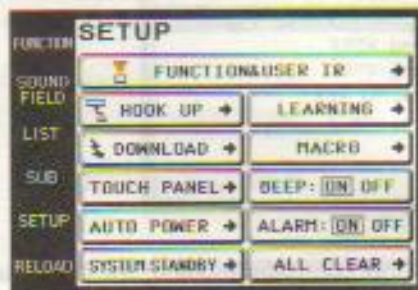 FUNCTION
SOUND
FIELD
LIST
SUB
SETUP
RELOAD
SETUP
FUNCTION&USER IR
HOOK UP
LEARNING
DOWNLOAD
MACRO
TOUCH PANEL
BEEP: ON OFF
AUTO POWER
ALARM: ON OFF
SYSTEM STANDBY
ALL CLEAR